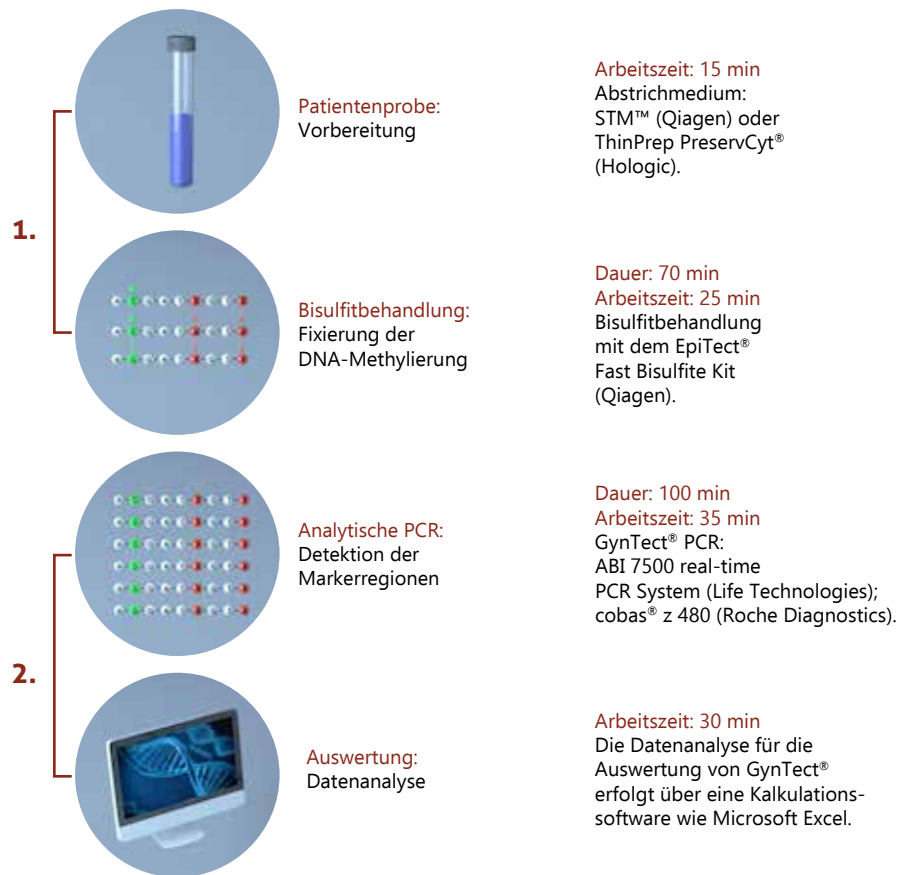 1.
Patientenprobe:
Vorbereitung
Arbeitszeit: 15 min
Abstrichmedium:
STM™ (Qiagen) oder
ThinPrep PreservCyt®
(Hologic).
Bisulfitbehandlung:
Fixierung der
DNA-Methylierung
Dauer: 70 min
Arbeitszeit: 25 min
Bisulfitbehandlung
mit dem EpiTect®
Fast Bisulfite Kit
(Qiagen).
2.
Analytische PCR:
Detektion der
Markerregionen
Dauer: 100 min
Arbeitszeit: 35 min
GynTect® PCR:
ABI 7500 real-time
PCR System (Life Technologies);
cobas® z 480 (Roche Diagnostics).
Auswertung:
Datenanalyse
Arbeitszeit: 30 min
Die Datenanalyse für die
Auswertung von GynTect®
erfolgt über eine Kalkulations-
software wie Microsoft Excel.